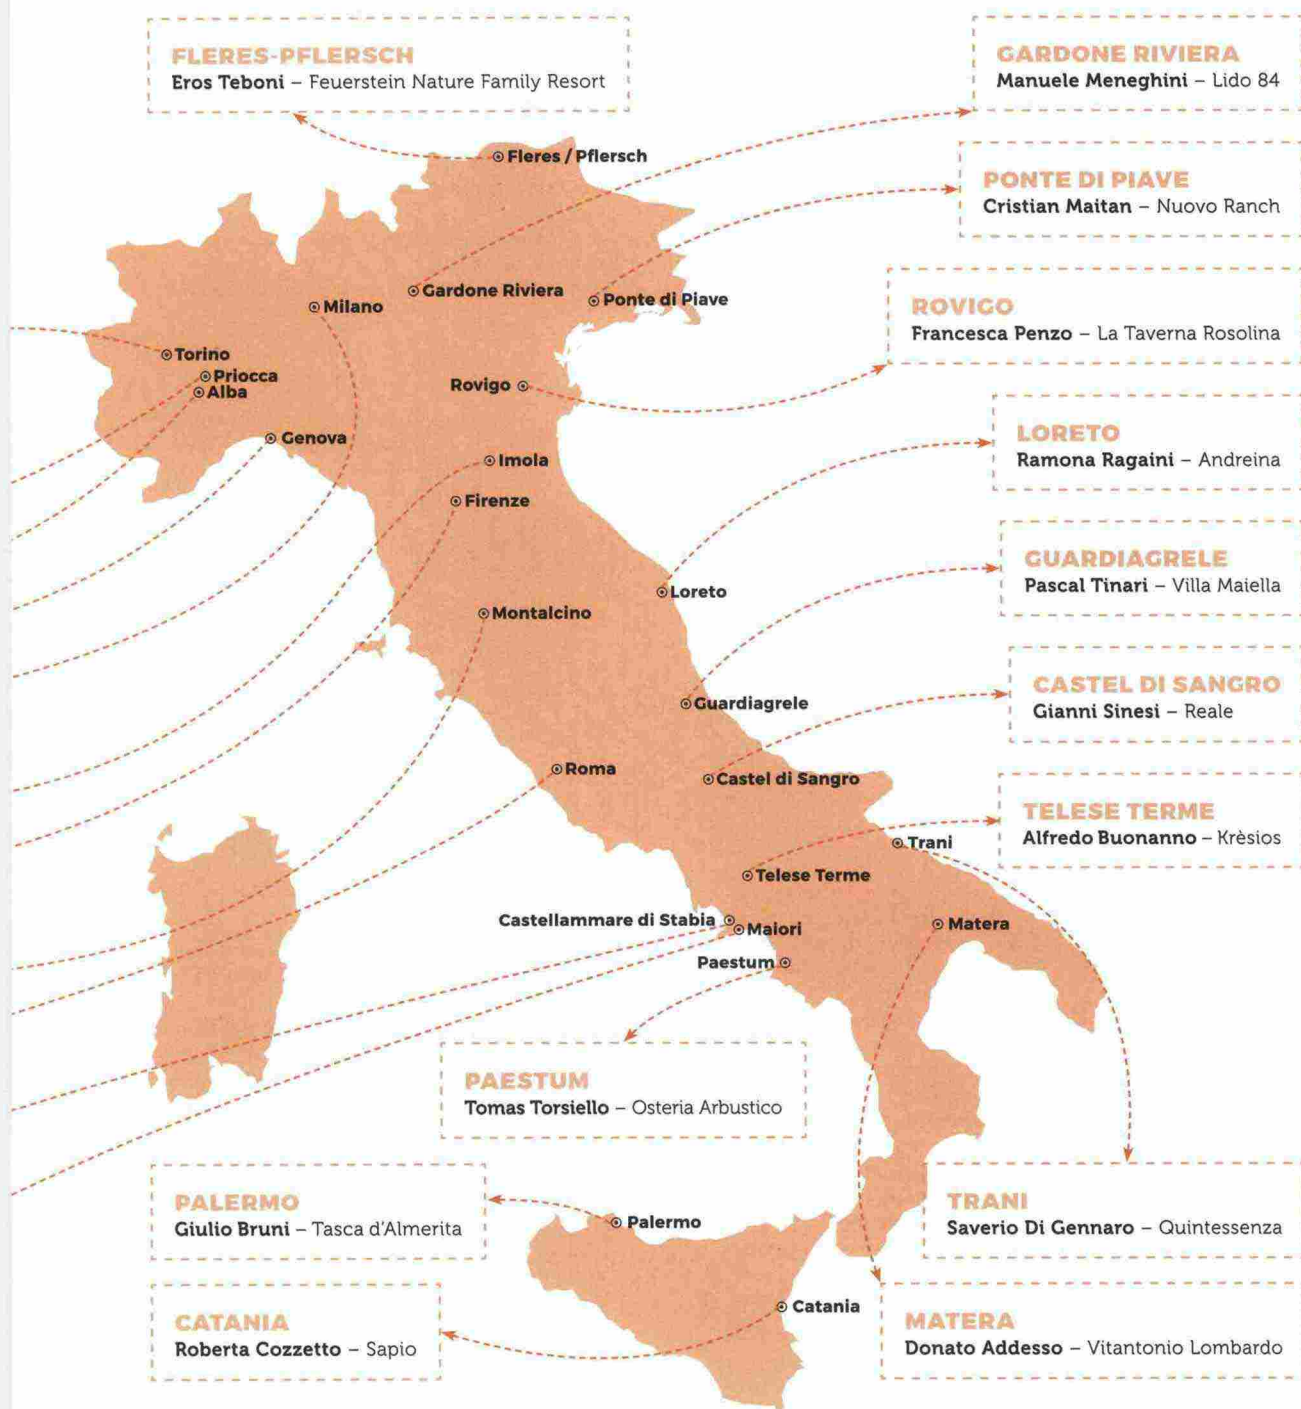 FLERES-PFLERSCH
Eros Teboni – Feuerstein Nature Family Resort
GARDONE RIVIERA
Manuele Meneghini – Lido 84
Fleres / Pflersch
PONTE DI PIAVE
Cristian Maitan – Nuovo Ranch
Gardone Riviera
Ponte di Piave
Milano
ROVIGO
Francesca Penzo – La Taverna Rosolina
Torino
Priocca
Alba
Rovigo
Genova
LORETO
Ramona Ragaini – Andreina
Imola
Firenze
GUARDIAGRELE
Pascal Tinari – Villa Maiella
Loreto
Montalcino
CASTEL DI SANGRO
Gianni Sinesi – Reale
Guardiagrele
Roma
Castel di Sangro
TELESE TERME
Alfredo Buonanno – Krèsios
Trani
Telese Terme
Castellammare di Stabia
Maiori
Matera
Paestum
PAESTUM
Tomas Torsiello – Osteria Arbustico
PALERMO
Giulio Bruni – Tasca d'Almerita
Palermo
TRANI
Saverio Di Gennaro – Quintessenza
CATANIA
Roberta Cozzetto – Sapio
Catania
MATERA
Donato Addesso – Vitantonio Lombardo